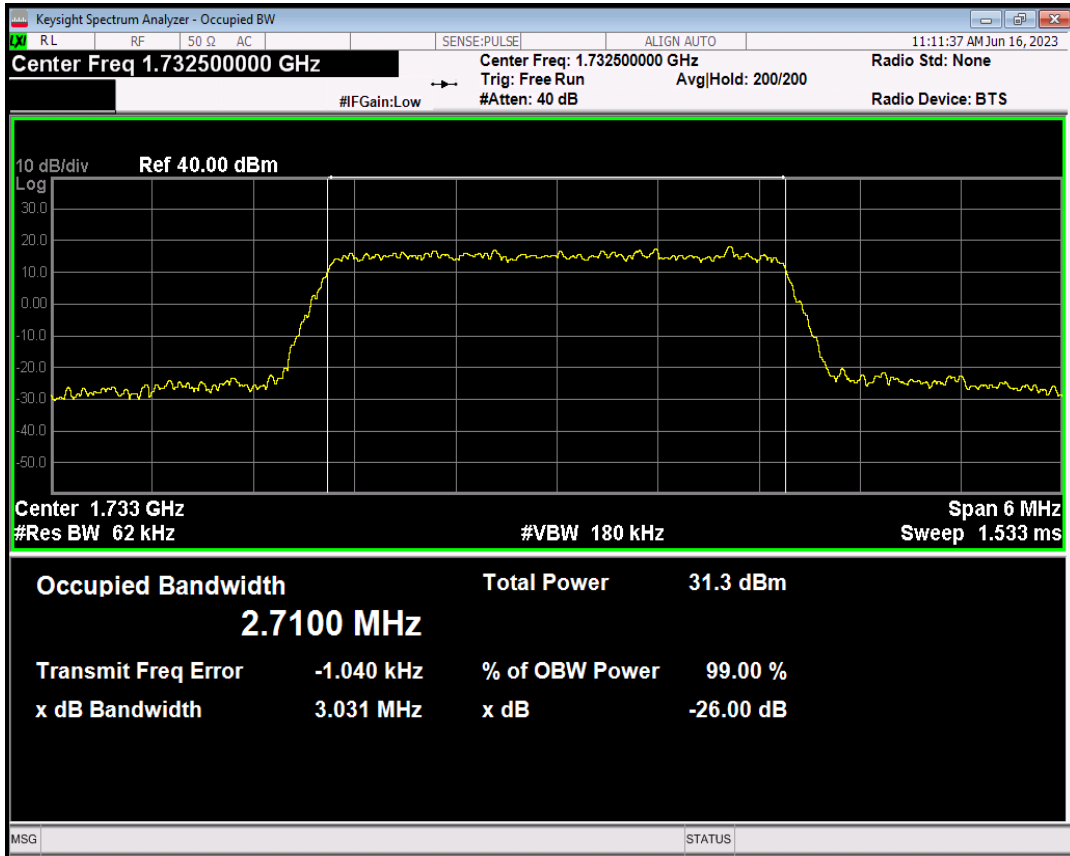 Keysight Spectrum Analyzer - Occupied BW
LXI RL RF 50 Ω AC SENSE:PULSE ALIGN AUTO 11:11:37 AM Jun 16, 2023
Center Freq 1.732500000 GHz Center Freq: 1.732500000 GHz Radio Std: None
Trig: Free Run Avg|Hold: 200/200
#IFGain:Low #Atten: 40 dB Radio Device: BTS
10 dB/div Ref 40.00 dBm
Log
30.0
20.0
10.0
0.00
-10.0
-20.0
-30.0
-40.0
-50.0
Center 1.733 GHz Span 6 MHz
#Res BW 62 kHz #VBW 180 kHz Sweep 1.533 ms
Occupied Bandwidth Total Power 31.3 dBm
2.7100 MHz
Transmit Freq Error -1.040 kHz % of OBW Power 99.00 %
x dB Bandwidth 3.031 MHz x dB -26.00 dB
MSG STATUS